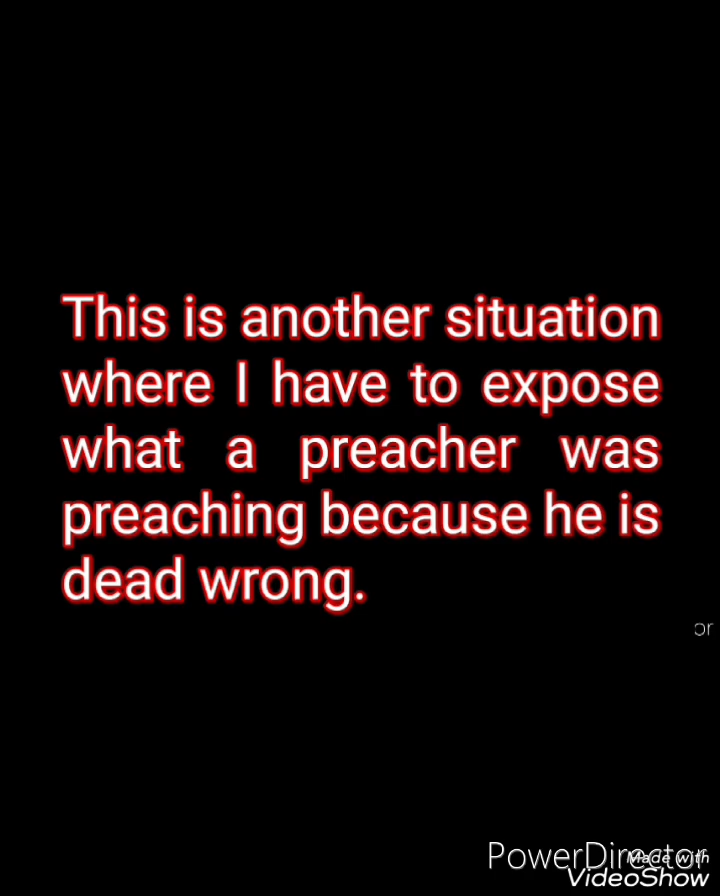 This is another situation
where I have to expose
what a preacher was
preaching because he is
dead wrong.
or
PowerDirector
Made with
VideoShow